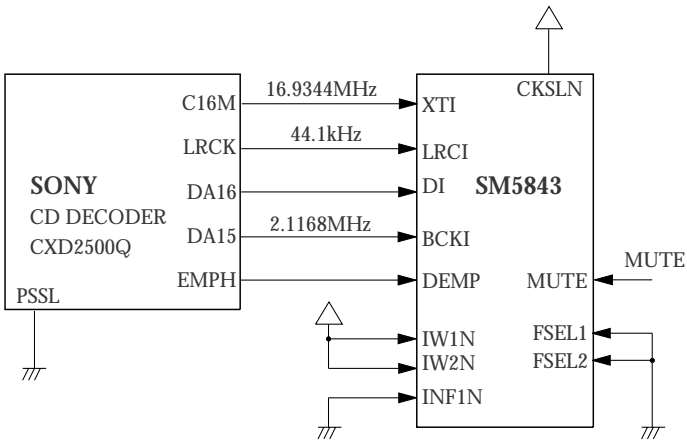 CKSLN
C16M
16.9344MHz
XTI
LRCK
44.1kHz
LRCI
SONY
CD DECODER
CXD2500Q
DA16
DI
SM5843
DA15
2.1168MHz
BCKI
EMPH
DEMP
MUTE
MUTE
PSSL
IW1N
FSEL1
IW2N
FSEL2
INF1N